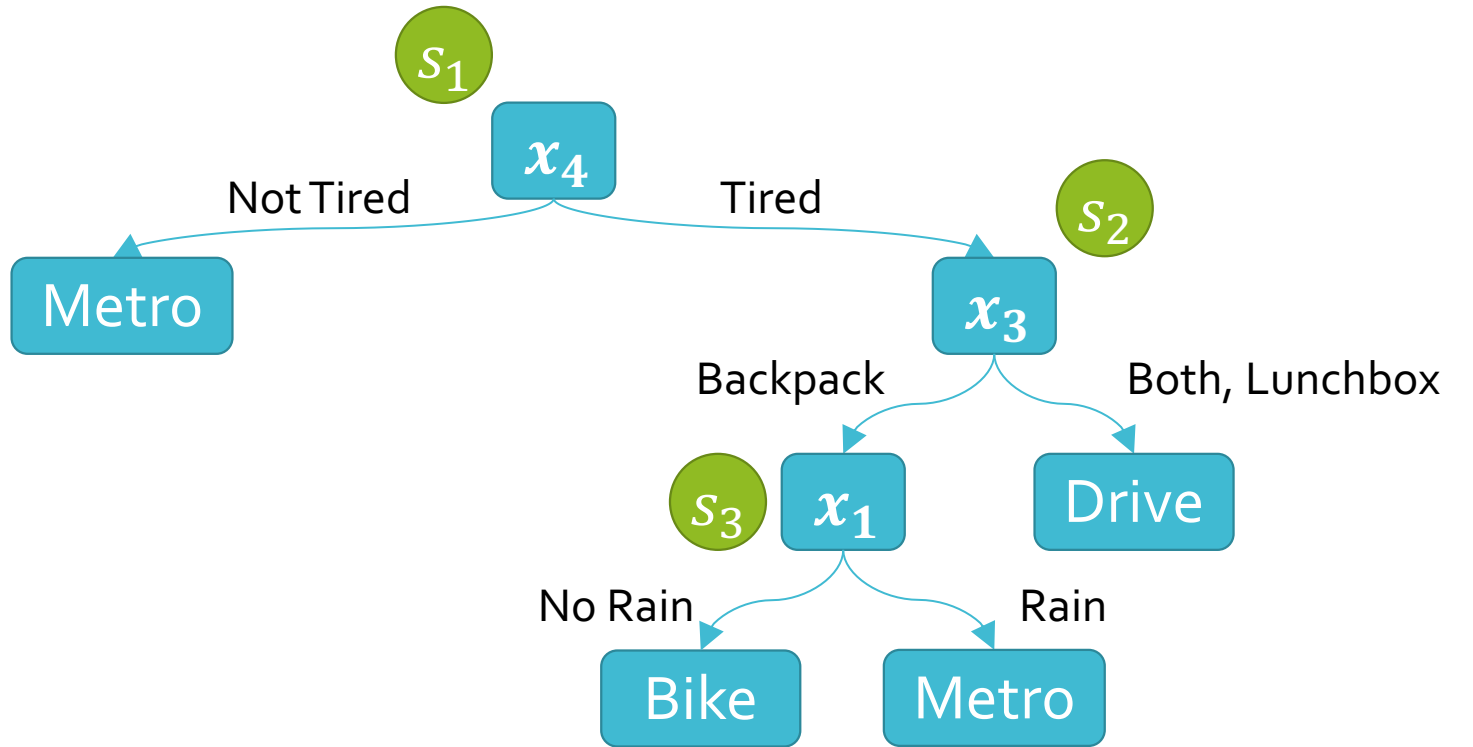 s₁
x₄
Not Tired
Tired
s₂
Metro
x₃
Backpack
Both, Lunchbox
s₃
x₁
Drive
No Rain
Rain
Bike
Metro